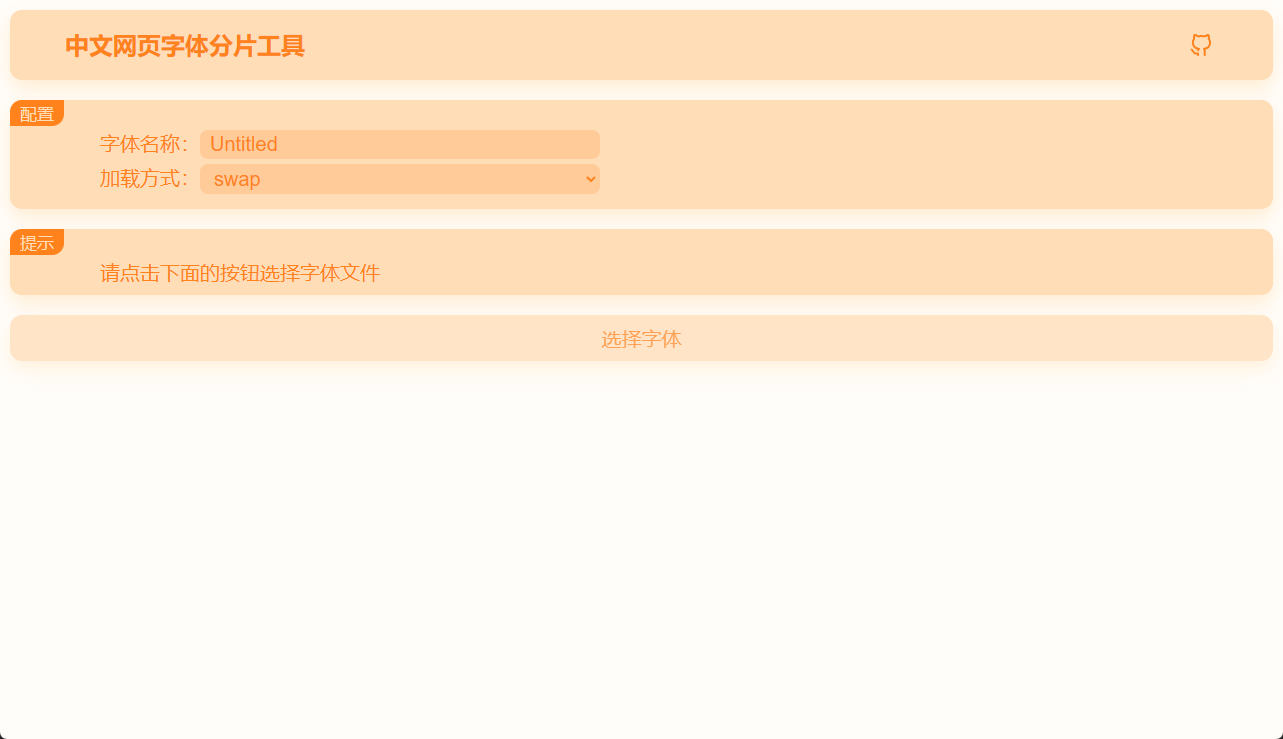 中文网页字体分片工具
配置
字体名称： Untitled
加载方式： swap
提示
请点击下面的按钮选择字体文件
选择字体